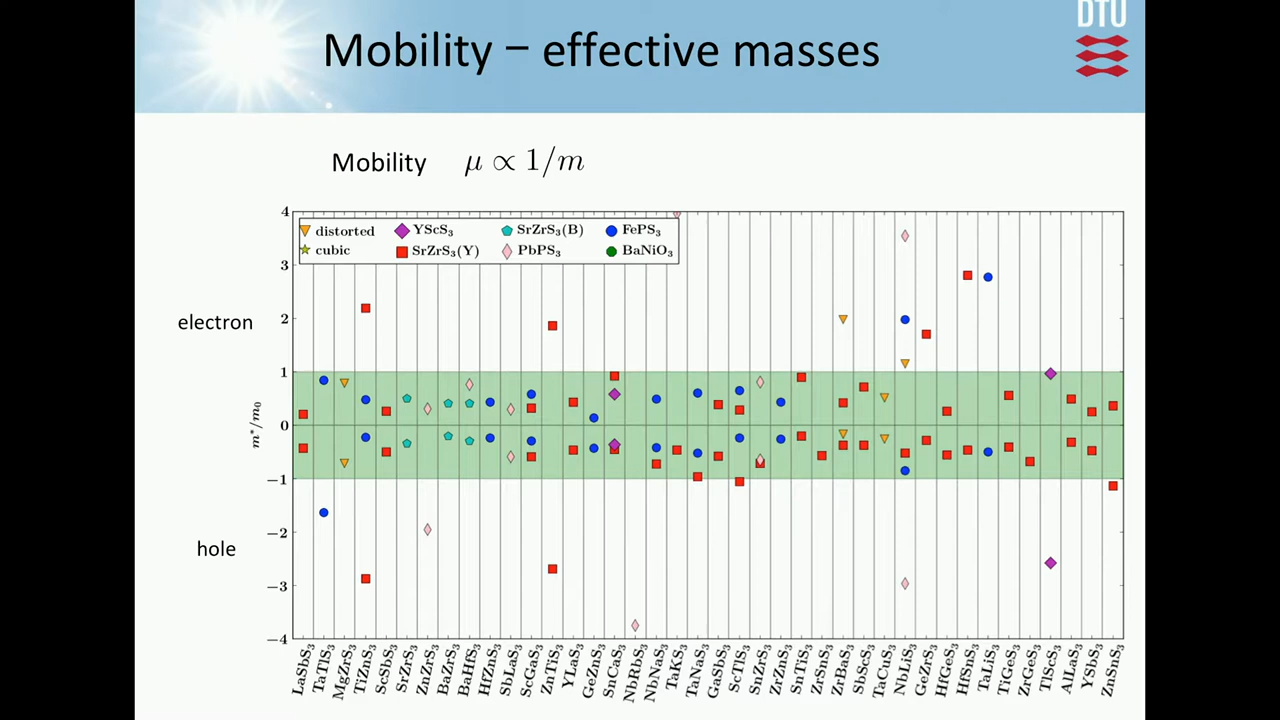 DTU
Mobility – effective masses
Mobility μ ∝ 1/m
distorted YScS₃ SrZrS₃(B) FePS₃
cubic SrZrS₃(Y) PbPS₃ BaNiO₃
4
3
2
1
0
−1
−2
−3
−4
m*/m₀
electron
hole
LaSbS₃
TaTlS₃
MgZrS₃
TiZnS₃
ScSbS₃
SrZrS₃
ZnZrS₃
BaZrS₃
BaHfS₃
HfZnS₃
SbLaS₃
ScGaS₃
ZnTiS₃
YLaS₃
GeZnS₃
SnCaS₃
NbRbS₃
NbNaS₃
TaKS₃
TaNaS₃
GaSbS₃
ScTlS₃
SnZrS₃
ZrZnS₃
SnTiS₃
ZrSnS₃
ZrBaS₃
SbScS₃
TaCuS₃
NbLiS₃
GeZrS₃
HfGeS₃
HfSnS₃
TaLiS₃
TiGeS₃
ZrGeS₃
TlScS₃
AlLaS₃
YSbS₃
ZnSnS₃